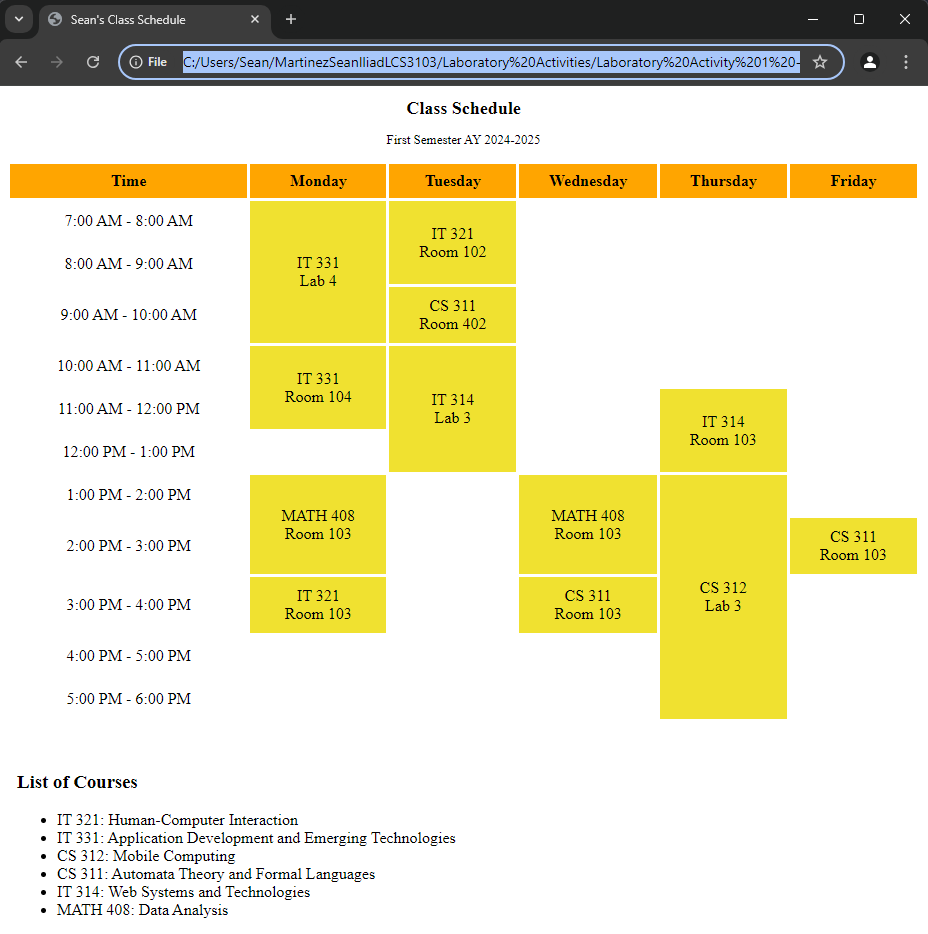 Sean's Class Schedule
File C:/Users/Sean/MartinezSeanIliadLCS3103/Laboratory%20Activities/Laboratory%20Activity%201%20-
Class Schedule
First Semester AY 2024-2025
Time Monday Tuesday Wednesday Thursday Friday
7:00 AM - 8:00 AM
IT 321
Room 102
8:00 AM - 9:00 AM
IT 331
Lab 4
9:00 AM - 10:00 AM
CS 311
Room 402
10:00 AM - 11:00 AM
IT 331
Room 104
11:00 AM - 12:00 PM
IT 314
Lab 3
IT 314
Room 103
12:00 PM - 1:00 PM
1:00 PM - 2:00 PM
MATH 408
Room 103
MATH 408
Room 103
2:00 PM - 3:00 PM
CS 311
Room 103
3:00 PM - 4:00 PM
IT 321
Room 103
CS 311
Room 103
CS 312
Lab 3
4:00 PM - 5:00 PM
5:00 PM - 6:00 PM
List of Courses
• IT 321: Human-Computer Interaction
• IT 331: Application Development and Emerging Technologies
• CS 312: Mobile Computing
• CS 311: Automata Theory and Formal Languages
• IT 314: Web Systems and Technologies
• MATH 408: Data Analysis